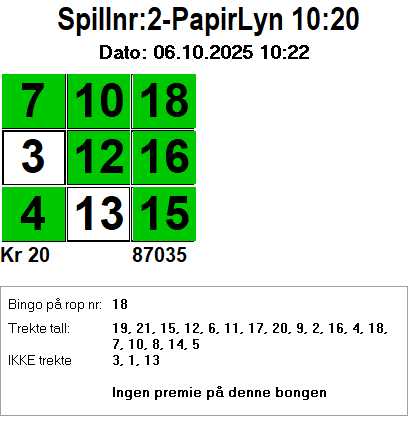 Spillnr:2-PapirLyn 10:20
Dato: 06.10.2025 10:22
7 10 18
3 12 16
4 13 15
Kr 20 87035
Bingo på rop nr: 18
Trekte tall: 19, 21, 15, 12, 6, 11, 17, 20, 9, 2, 16, 4, 18,
7, 10, 8, 14, 5
IKKE trekte 3, 1, 13
Ingen premie på denne bongen